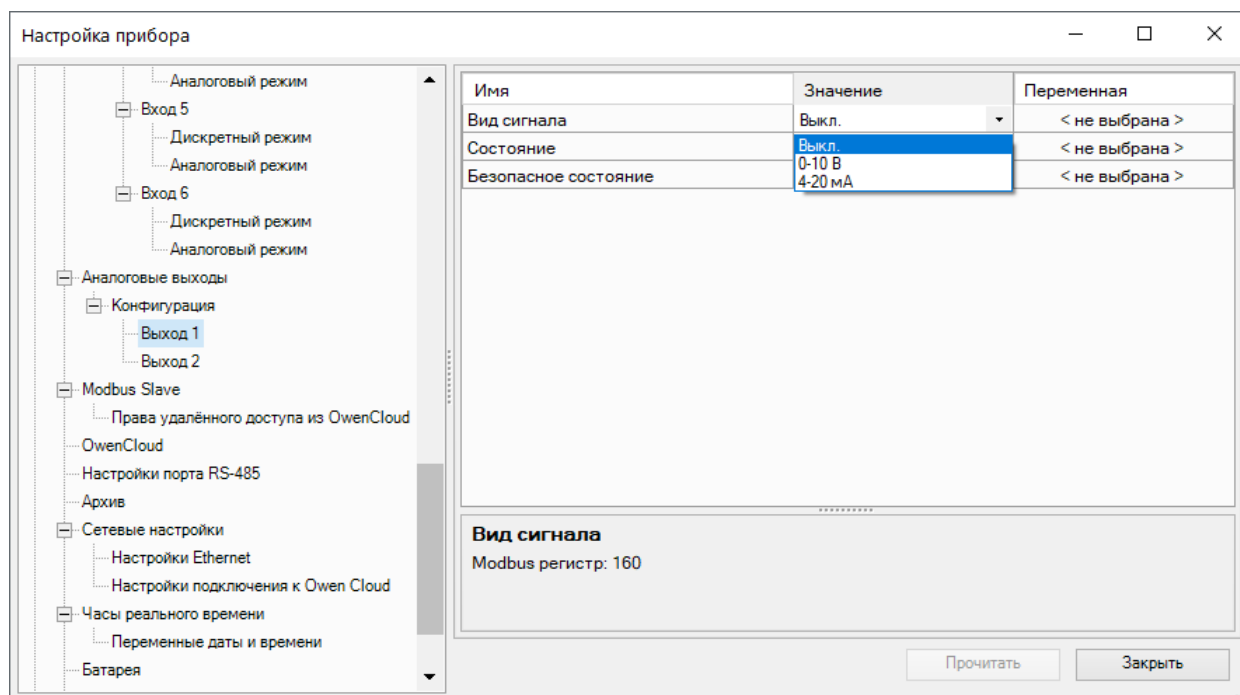 Настройка прибора
Аналоговый режим
Вход 5
Дискретный режим
Аналоговый режим
Вход 6
Дискретный режим
Аналоговый режим
Аналоговые выходы
Конфигурация
Выход 1
Выход 2
Modbus Slave
Права удалённого доступа из OwenCloud
OwenCloud
Настройки порта RS-485
Архив
Сетевые настройки
Настройки Ethernet
Настройки подключения к Owen Cloud
Часы реального времени
Переменные даты и времени
Батарея
Имя Значение Переменная
Вид сигнала Выкл. < не выбрана >
Состояние < не выбрана >
Безопасное состояние < не выбрана >
Выкл.
0-10 В
4-20 мА
Вид сигнала
Modbus регистр: 160
Прочитать Закрыть